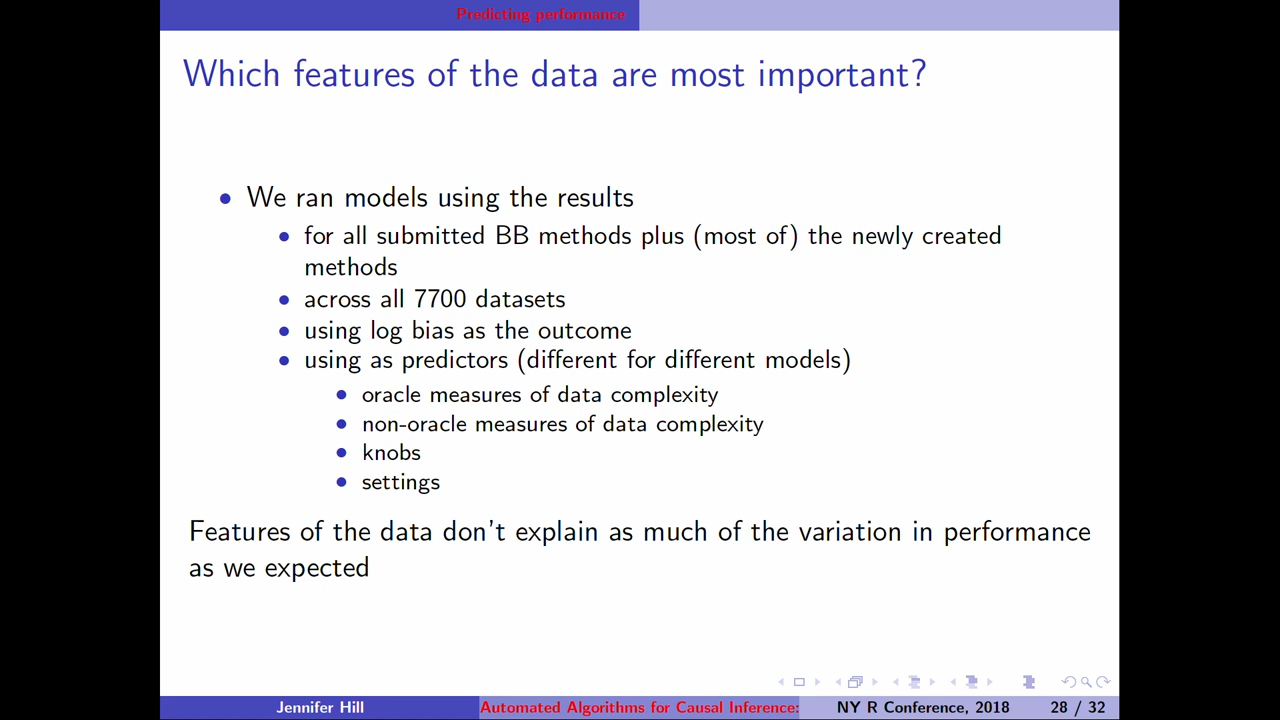 Predicting performance
Which features of the data are most important?
• We ran models using the results
• for all submitted BB methods plus (most of) the newly created
methods
• across all 7700 datasets
• using log bias as the outcome
• using as predictors (different for different models)
• oracle measures of data complexity
• non-oracle measures of data complexity
• knobs
• settings
Features of the data don't explain as much of the variation in performance
as we expected
Jennifer Hill Automated Algorithms for Causal Inference: NY R Conference, 2018 28 / 32